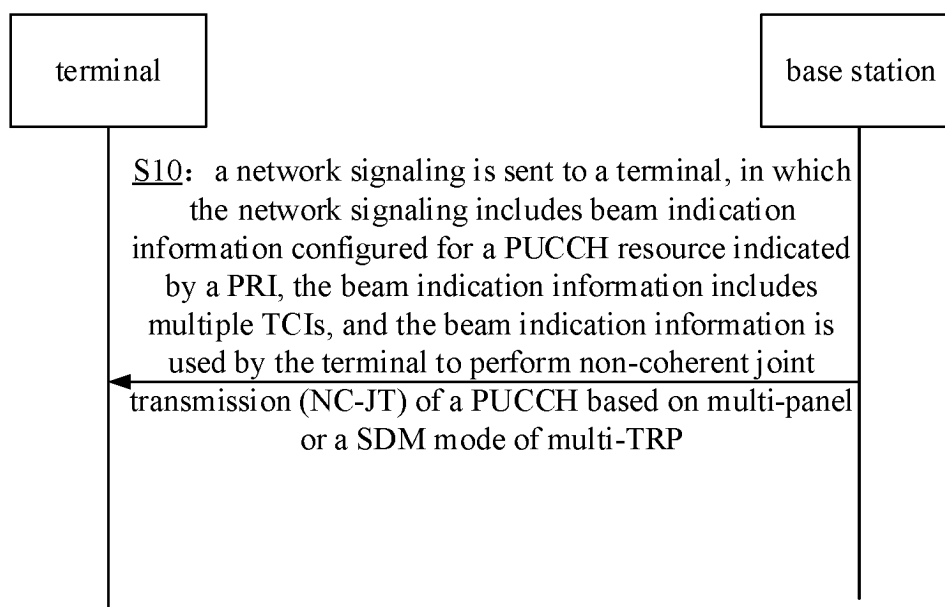 terminal
base station
S10: a network signaling is sent to a terminal, in which
the network signaling includes beam indication
information configured for a PUCCH resource indicated
by a PRI, the beam indication information includes
multiple TCIs, and the beam indication information is
used by the terminal to perform non-coherent joint
transmission (NC-JT) of a PUCCH based on multi-panel
or a SDM mode of multi-TRP